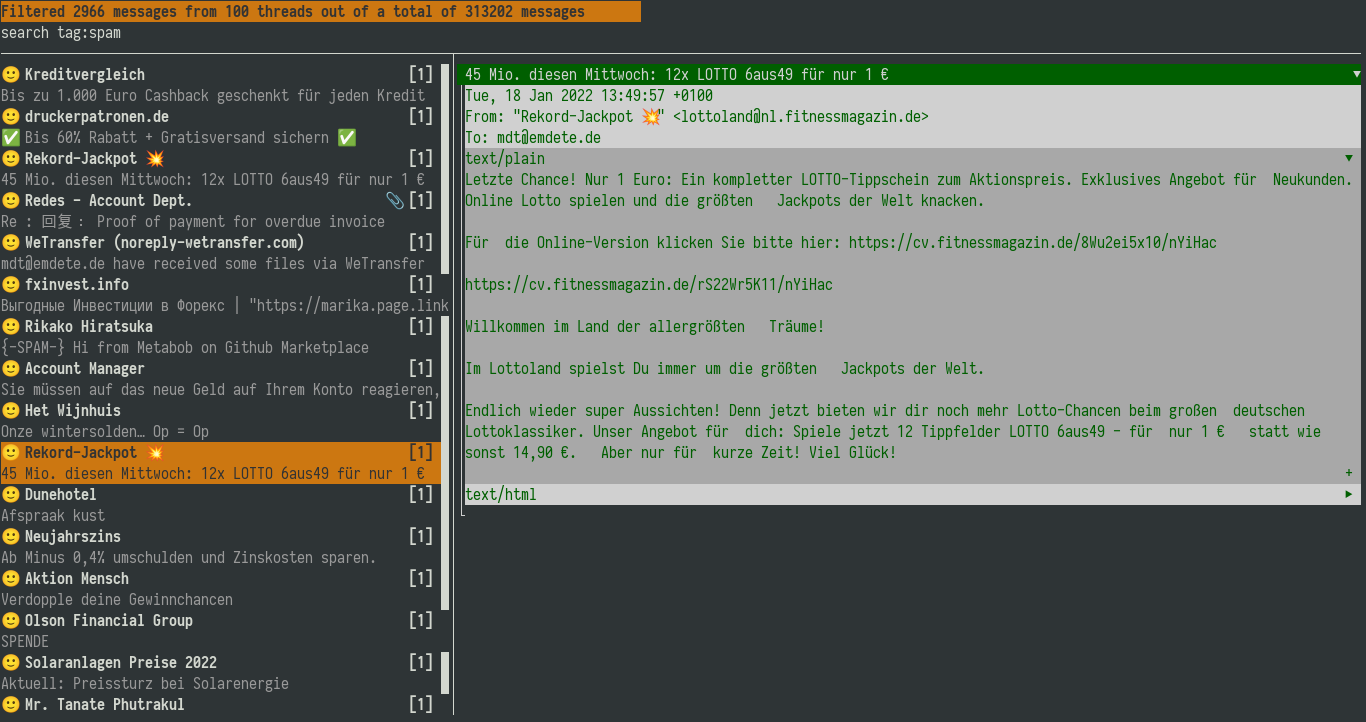 Filtered 2966 messages from 100 threads out of a total of 313202 messages
search tag:spam
🙂 Kreditvergleich [1]
Bis zu 1.000 Euro Cashback geschenkt für jeden Kredit
🙂 druckerpatronen.de [1]
✅ Bis 60% Rabatt + Gratisversand sichern ✅
🙂 Rekord-Jackpot 💥 [1]
45 Mio. diesen Mittwoch: 12x LOTTO 6aus49 für nur 1 €
🙂 Redes - Account Dept. 📎 [1]
Re : 回复： Proof of payment for overdue invoice
🙂 WeTransfer (noreply-wetransfer.com) [1]
mdt@emdete.de have received some files via WeTransfer
🙂 fxinvest.info [1]
Выгодные Инвестиции в Форекс | "https://marika.page.link
🙂 Rikako Hiratsuka [1]
{-SPAM-} Hi from Metabob on Github Marketplace
🙂 Account Manager [1]
Sie müssen auf das neue Geld auf Ihrem Konto reagieren,
🙂 Het Wijnhuis [1]
Onze wintersolden… Op = Op
🙂 Rekord-Jackpot 💥 [1]
45 Mio. diesen Mittwoch: 12x LOTTO 6aus49 für nur 1 €
🙂 Dunehotel [1]
Afspraak kust
🙂 Neujahrszins [1]
Ab Minus 0,4% umschulden und Zinskosten sparen.
🙂 Aktion Mensch [1]
Verdopple deine Gewinnchancen
🙂 Olson Financial Group [1]
SPENDE
🙂 Solaranlagen Preise 2022 [1]
Aktuell: Preissturz bei Solarenergie
🙂 Mr. Tanate Phutrakul [1]
45 Mio. diesen Mittwoch: 12x LOTTO 6aus49 für nur 1 € ▼
Tue, 18 Jan 2022 13:49:57 +0100
From: "Rekord-Jackpot 💥" <lottoland@nl.fitnessmagazin.de>
To: mdt@emdete.de
text/plain ▼
Letzte Chance! Nur 1 Euro: Ein kompletter LOTTO-Tippschein zum Aktionspreis. Exklusives Angebot für  Neukunden.
Online Lotto spielen und die größten   Jackpots der Welt knacken.
Für  die Online-Version klicken Sie bitte hier: https://cv.fitnessmagazin.de/8Wu2ei5x10/nYiHac
https://cv.fitnessmagazin.de/rS22Wr5K11/nYiHac
Willkommen im Land der allergrößten   Träume!
Im Lottoland spielst Du immer um die größten   Jackpots der Welt.
Endlich wieder super Aussichten! Denn jetzt bieten wir dir noch mehr Lotto-Chancen beim großen  deutschen
Lottoklassiker. Unser Angebot für  dich: Spiele jetzt 12 Tippfelder LOTTO 6aus49 - für  nur 1 €   statt wie
sonst 14,90 €.   Aber nur für  kurze Zeit! Viel Glück!
+
text/html ►